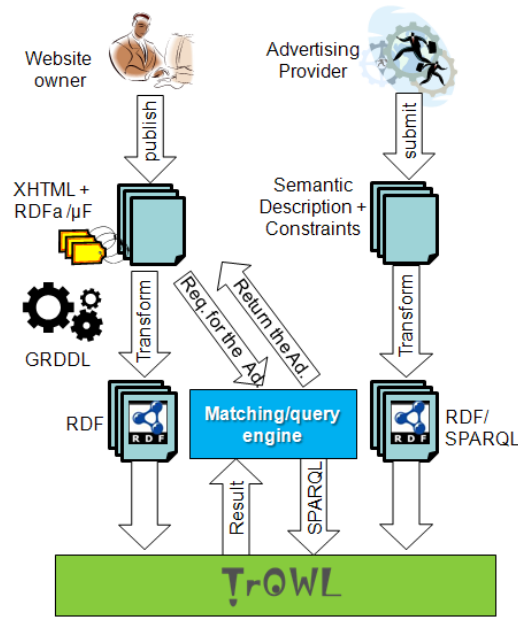 Website
owner
Advertising
Provider
publish
submit
XHTML +
RDFa /µF
Semantic
Description +
Constraints
Transform
Req. for the Ad.
Return the Ad.
Transform
GRDDL
RDF
RDF
Matching/query
engine
RDF
RDF/
SPARQL
Result
SPARQL
TrOWL